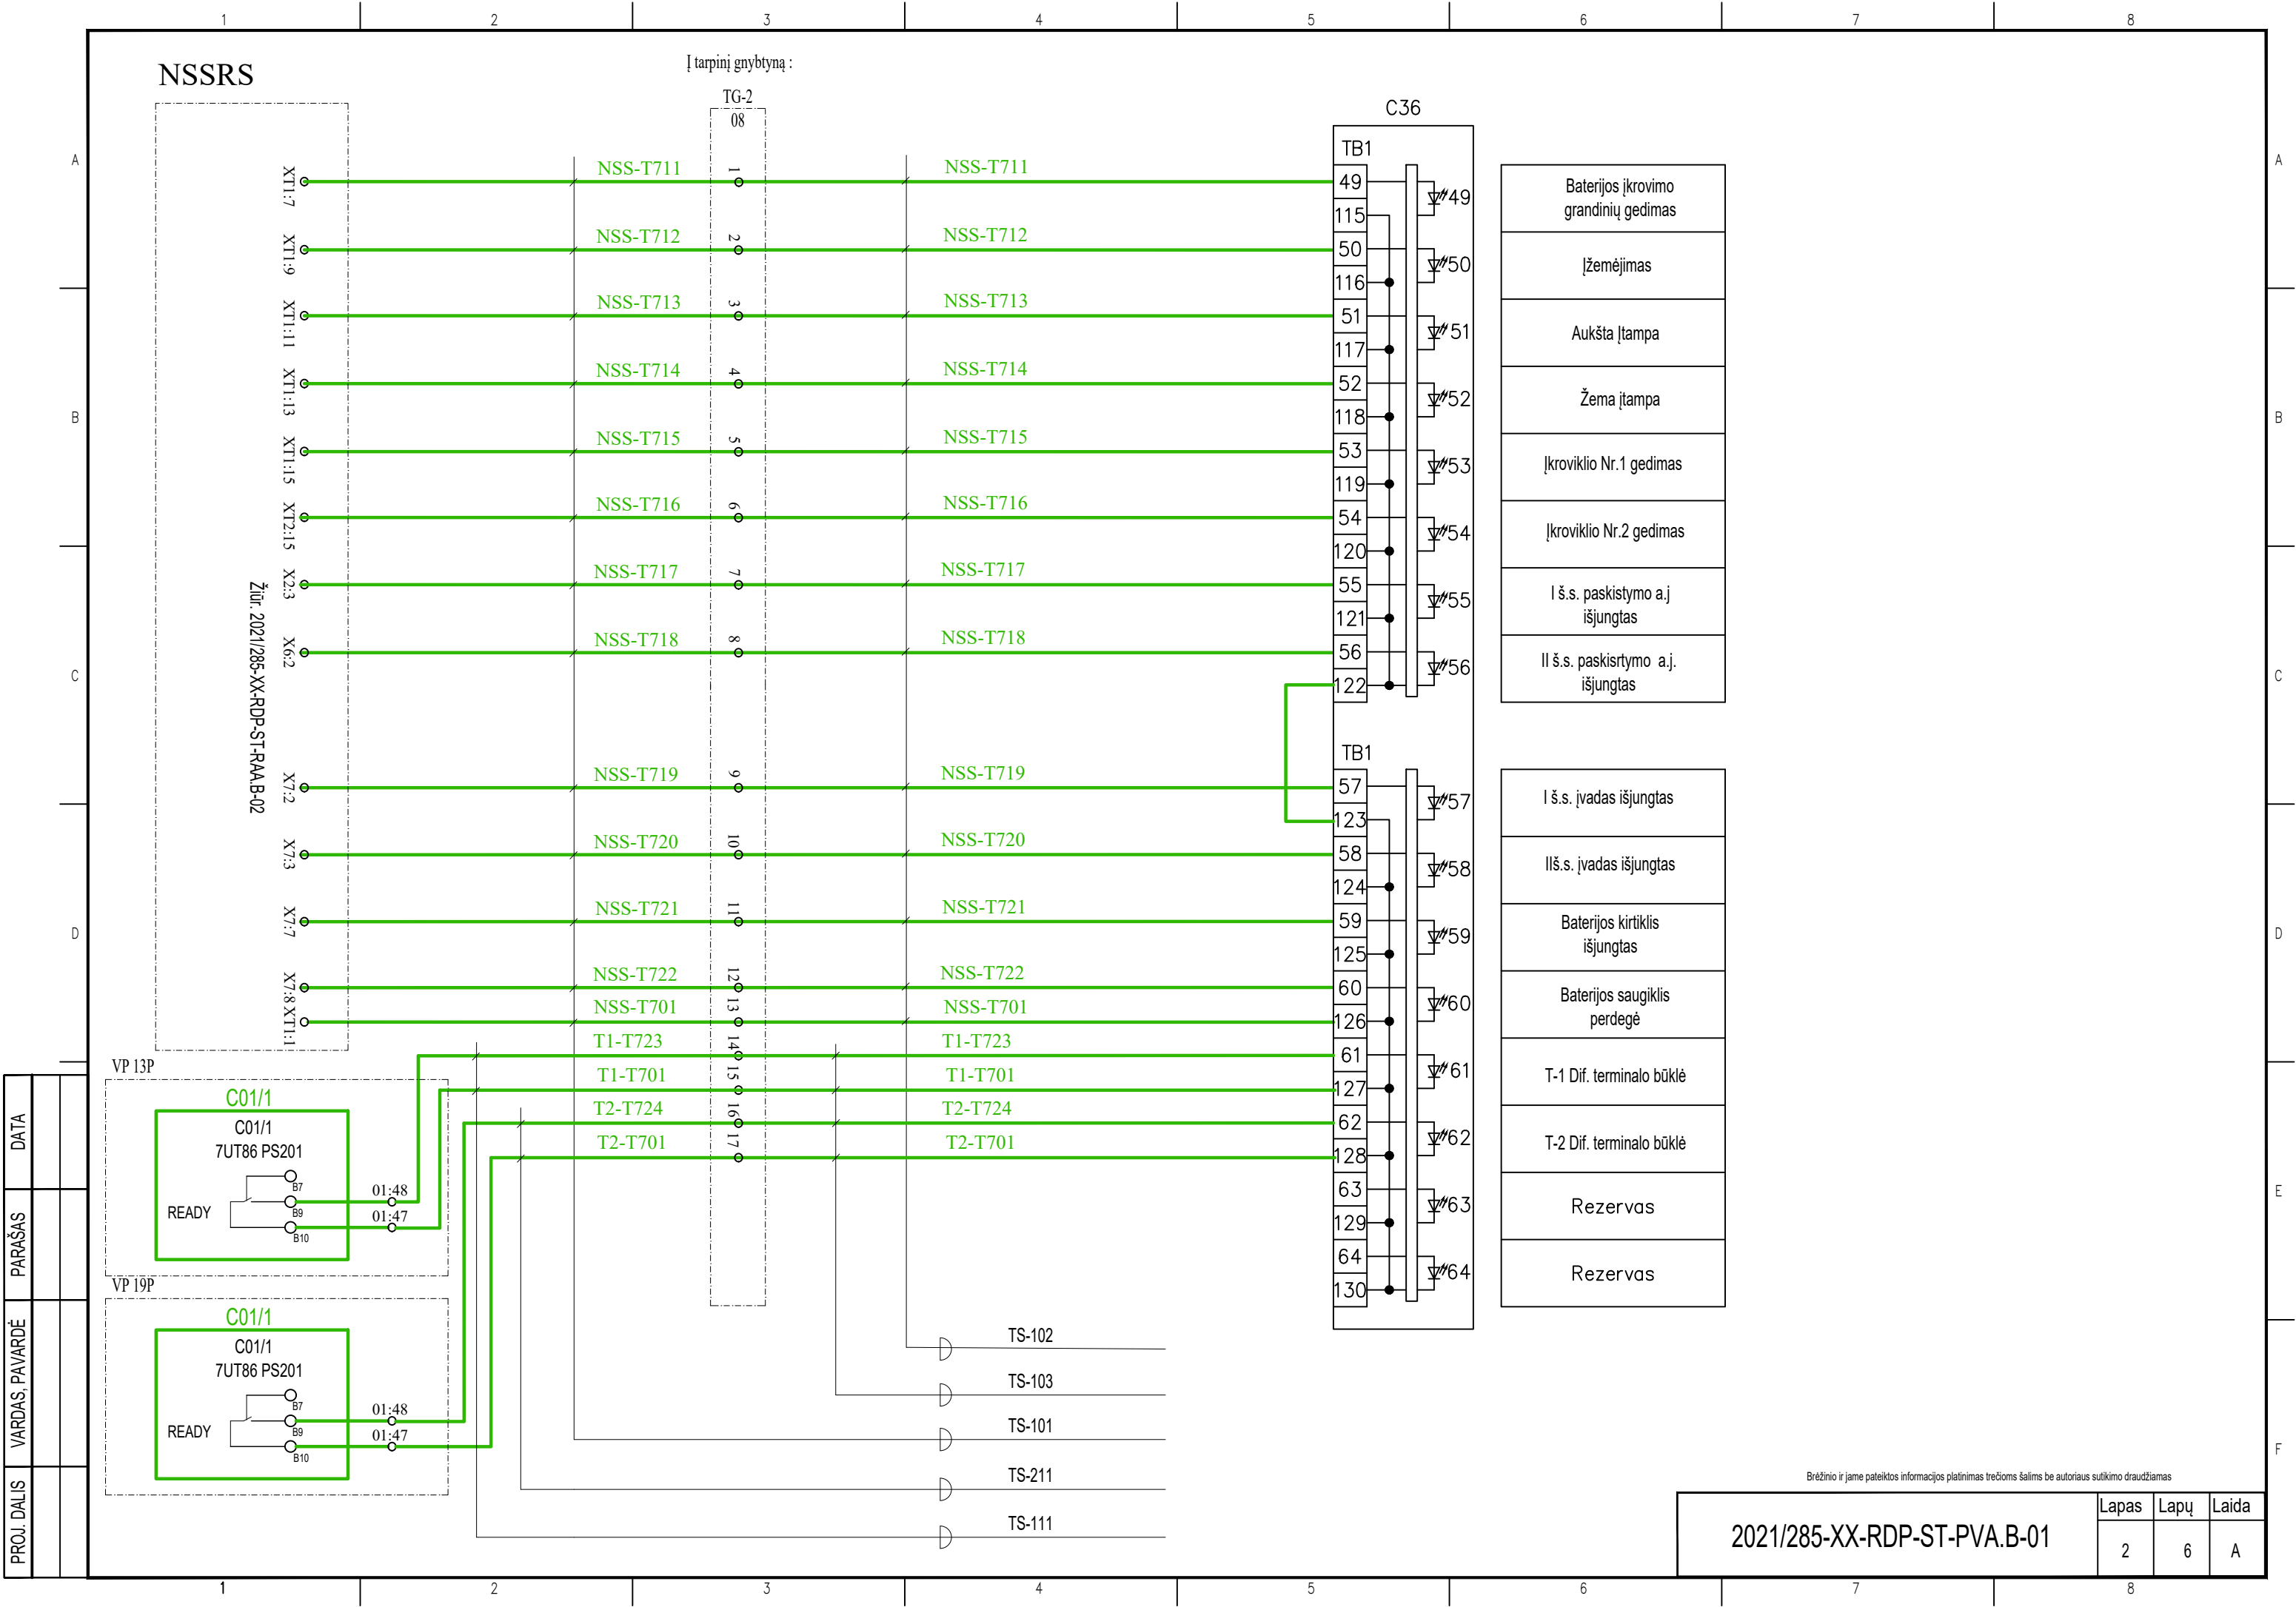 1 2 3 4 5 6 7 8
NSSRS
Į tarpinį gnybtyną :
TG-2
08
C36
TB1
A A
B B
C C
D D
E
F
XT1:7 NSS-T711 1 NSS-T711 49 49
115
XT1:9 NSS-T712 2 NSS-T712 50 50
116
XT1:11 NSS-T713 3 NSS-T713 51 51
117
XT1:13 NSS-T714 4 NSS-T714 52 52
118
XT1:15 NSS-T715 5 NSS-T715 53 53
119
XT2:15 NSS-T716 6 NSS-T716 54 54
120
X2:3 NSS-T717 7 NSS-T717 55 55
121
X6:2 NSS-T718 8 NSS-T718 56 56
122
Žiūr. 2021/285-XX-RDP-ST-RAA.B-02
TB1
X7:2 NSS-T719 9 NSS-T719 57 57
123
X7:3 NSS-T720 10 NSS-T720 58 58
124
X7:7 NSS-T721 11 NSS-T721 59 59
125
X7:8 NSS-T722 12 NSS-T722 60 60
XT1:1 NSS-T701 13 NSS-T701 126
T1-T723 14 T1-T723 61 61
T1-T701 15 T1-T701 127
T2-T724 16 T2-T724 62 62
T2-T701 17 T2-T701 128
63 63
129
64 64
130
Baterijos įkrovimo
grandinių gedimas
Įžemėjimas
Aukšta Įtampa
Žema įtampa
Įkroviklio Nr.1 gedimas
Įkroviklio Nr.2 gedimas
I š.s. paskistymo a.j
išjungtas
II š.s. paskisrtymo a.j.
išjungtas
I š.s. įvadas išjungtas
IIš.s. įvadas išjungtas
Baterijos kirtiklis
išjungtas
Baterijos saugiklis
perdegė
T-1 Dif. terminalo būklė
T-2 Dif. terminalo būklė
Rezervas
Rezervas
VP 13P
C01/1
C01/1
7UT86 PS201
READY
B7
B9
B10
01:48
01:47
VP 19P
C01/1
C01/1
7UT86 PS201
READY
B7
B9
B10
01:48
01:47
TS-102
TS-103
TS-101
TS-211
TS-111
DATA
PARAŠAS
VARDAS, PAVARDĖ
PROJ. DALIS
Brėžinio ir jame pateiktos informacijos platinimas trečioms šalims be autoriaus sutikimo draudžiamas
2021/285-XX-RDP-ST-PVA.B-01
Lapas Lapų Laida
2 6 A
1 2 3 4 5 6 7 8